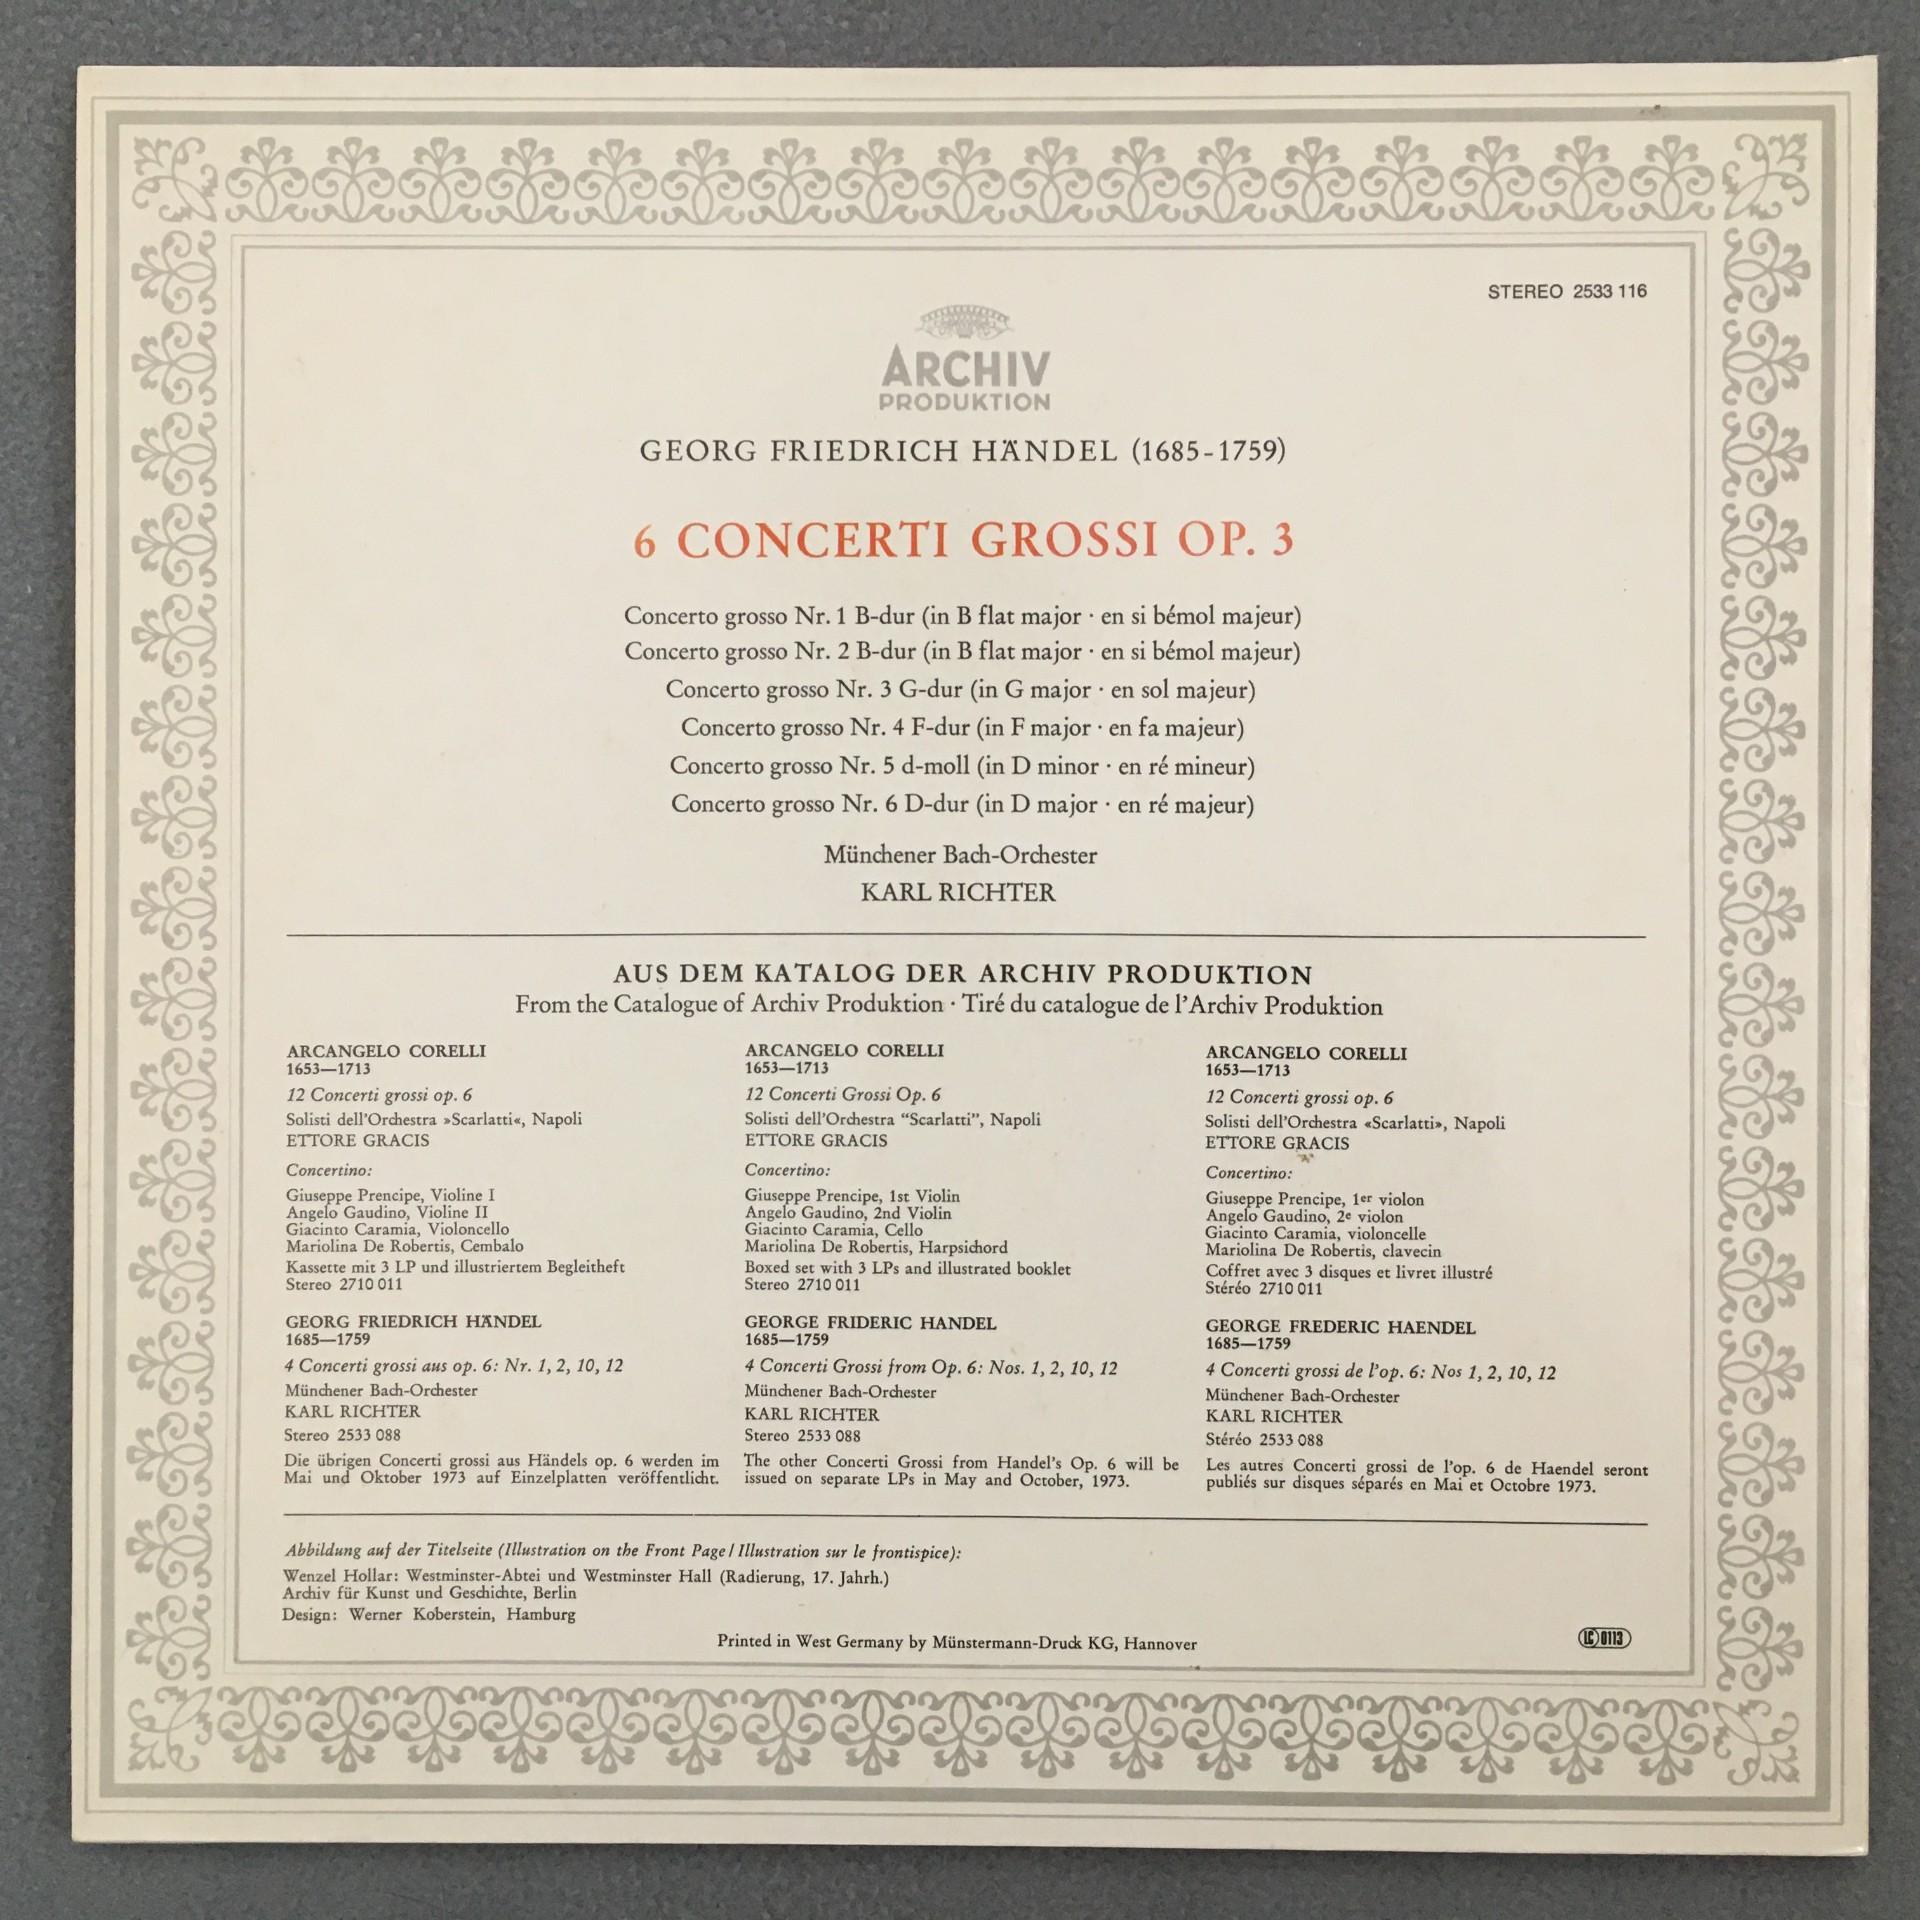 STEREO 2533 116
ARCHIV
PRODUKTION
GEORG FRIEDRICH HÄNDEL (1685-1759)
6 CONCERTI GROSSI OP. 3
Concerto grosso Nr. 1 B-dur (in B flat major · en si bémol majeur)
Concerto grosso Nr. 2 B-dur (in B flat major · en si bémol majeur)
Concerto grosso Nr. 3 G-dur (in G major · en sol majeur)
Concerto grosso Nr. 4 F-dur (in F major · en fa majeur)
Concerto grosso Nr. 5 d-moll (in D minor · en ré mineur)
Concerto grosso Nr. 6 D-dur (in D major · en ré majeur)
Münchener Bach-Orchester
KARL RICHTER
AUS DEM KATALOG DER ARCHIV PRODUKTION
From the Catalogue of Archiv Produktion · Tiré du catalogue de l'Archiv Produktion
ARCANGELO CORELLI
1653—1713
12 Concerti grossi op. 6
Solisti dell'Orchestra »Scarlatti«, Napoli
ETTORE GRACIS
Concertino:
Giuseppe Prencipe, Violine I
Angelo Gaudino, Violine II
Giacinto Caramia, Violoncello
Mariolina De Robertis, Cembalo
Kassette mit 3 LP und illustriertem Begleitheft
Stereo 2710 011
GEORG FRIEDRICH HÄNDEL
1685—1759
4 Concerti grossi aus op. 6: Nr. 1, 2, 10, 12
Münchener Bach-Orchester
KARL RICHTER
Stereo 2533 088
Die übrigen Concerti grossi aus Händels op. 6 werden im
Mai und Oktober 1973 auf Einzelplatten veröffentlicht.
ARCANGELO CORELLI
1653—1713
12 Concerti Grossi Op. 6
Solisti dell'Orchestra “Scarlatti”, Napoli
ETTORE GRACIS
Concertino:
Giuseppe Prencipe, 1st Violin
Angelo Gaudino, 2nd Violin
Giacinto Caramia, Cello
Mariolina De Robertis, Harpsichord
Boxed set with 3 LPs and illustrated booklet
Stereo 2710 011
GEORGE FRIDERIC HANDEL
1685—1759
4 Concerti Grossi from Op. 6: Nos. 1, 2, 10, 12
Münchener Bach-Orchester
KARL RICHTER
Stereo 2533 088
The other Concerti Grossi from Handel's Op. 6 will be
issued on separate LPs in May and October, 1973.
ARCANGELO CORELLI
1653—1713
12 Concerti grossi op. 6
Solisti dell'Orchestra «Scarlatti», Napoli
ETTORE GRACIS
Concertino:
Giuseppe Prencipe, 1er violon
Angelo Gaudino, 2e violon
Giacinto Caramia, violoncelle
Mariolina De Robertis, clavecin
Coffret avec 3 disques et livret illustré
Stéréo 2710 011
GEORGE FREDERIC HAENDEL
1685—1759
4 Concerti grossi de l'op. 6: Nos 1, 2, 10, 12
Münchener Bach-Orchester
KARL RICHTER
Stéréo 2533 088
Les autres Concerti grossi de l'op. 6 de Haendel seront
publiés sur disques séparés en Mai et Octobre 1973.
Abbildung auf der Titelseite (Illustration on the Front Page / Illustration sur le frontispice):
Wenzel Hollar: Westminster-Abtei und Westminster Hall (Radierung, 17. Jahrh.)
Archiv für Kunst und Geschichte, Berlin
Design: Werner Koberstein, Hamburg
Printed in West Germany by Münstermann-Druck KG, Hannover
LC 0113